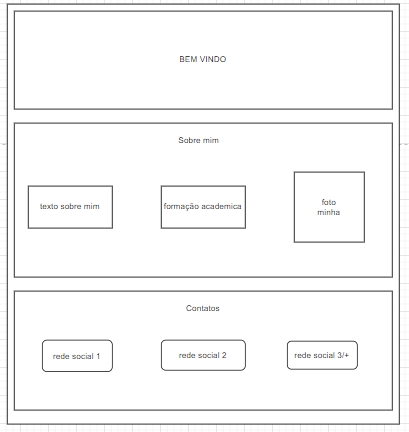 BEM VINDO
Sobre mim
texto sobre mim
formação academica
foto
minha
Contatos
rede social 1
rede social 2
rede social 3/+